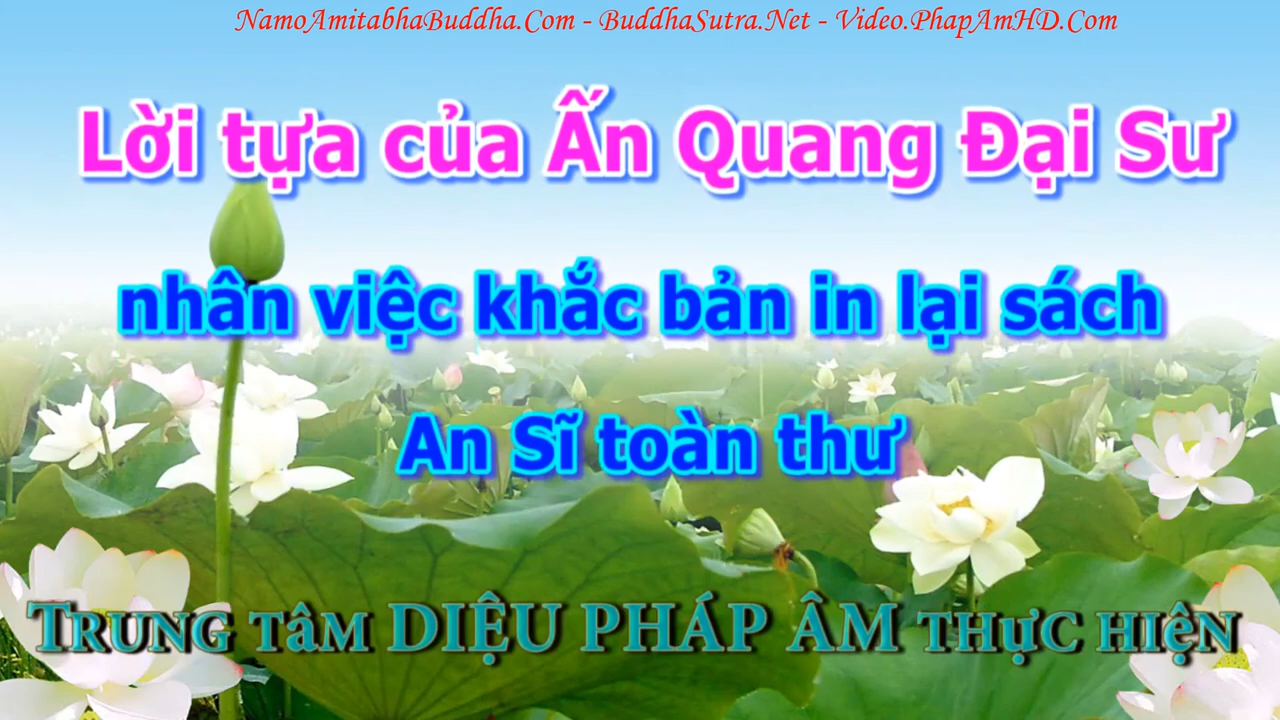 NamoAmitabhaBuddha.Com - BuddhaSutra.Net - Video.PhapAmHD.Com
Lời tựa của Ấn Quang Đại Sư
nhân việc khắc bản in lại sách
An Sĩ toàn thư
Trung tâm DIỆU PHÁP ÂM thực hiện